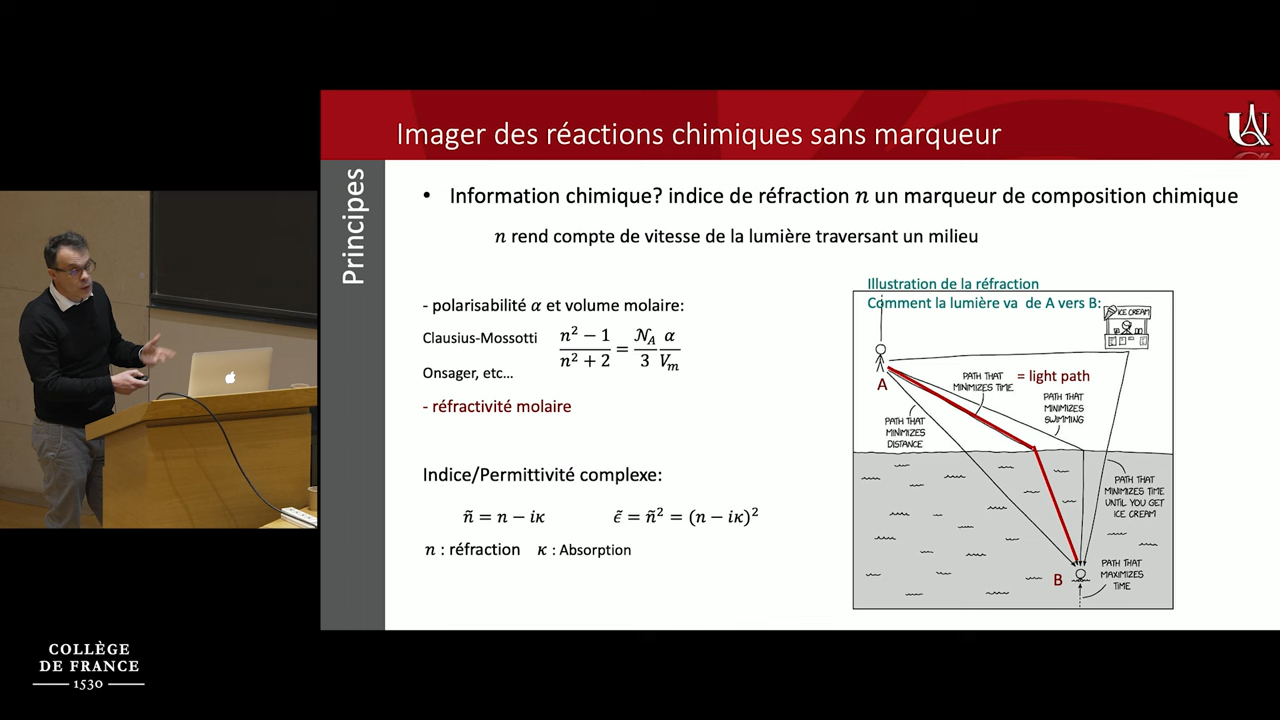 Imager des réactions chimiques sans marqueur
Principes
• Information chimique? indice de réfraction n un marqueur de composition chimique
n rend compte de vitesse de la lumière traversant un milieu
- polarisabilité α et volume molaire:
Clausius-Mossotti
n² − 1 / n² + 2 = 𝒩_A / 3 α / V_m
Onsager, etc…
- réfractivité molaire
Indice/Permittivité complexe:
ñ = n − iκ
ϵ̃ = ñ² = (n − iκ)²
n : réfraction κ : Absorption
Illustration de la réfraction
Comment la lumière va de A vers B:
ICE CREAM
A
PATH THAT
MINIMIZES TIME
= light path
PATH THAT
MINIMIZES
SWIMMING
PATH THAT
MINIMIZES
DISTANCE
PATH THAT
MINIMIZES TIME
UNTIL YOU GET
ICE CREAM
B
PATH THAT
MAXIMIZES
TIME
COLLÈGE
DE FRANCE
1530